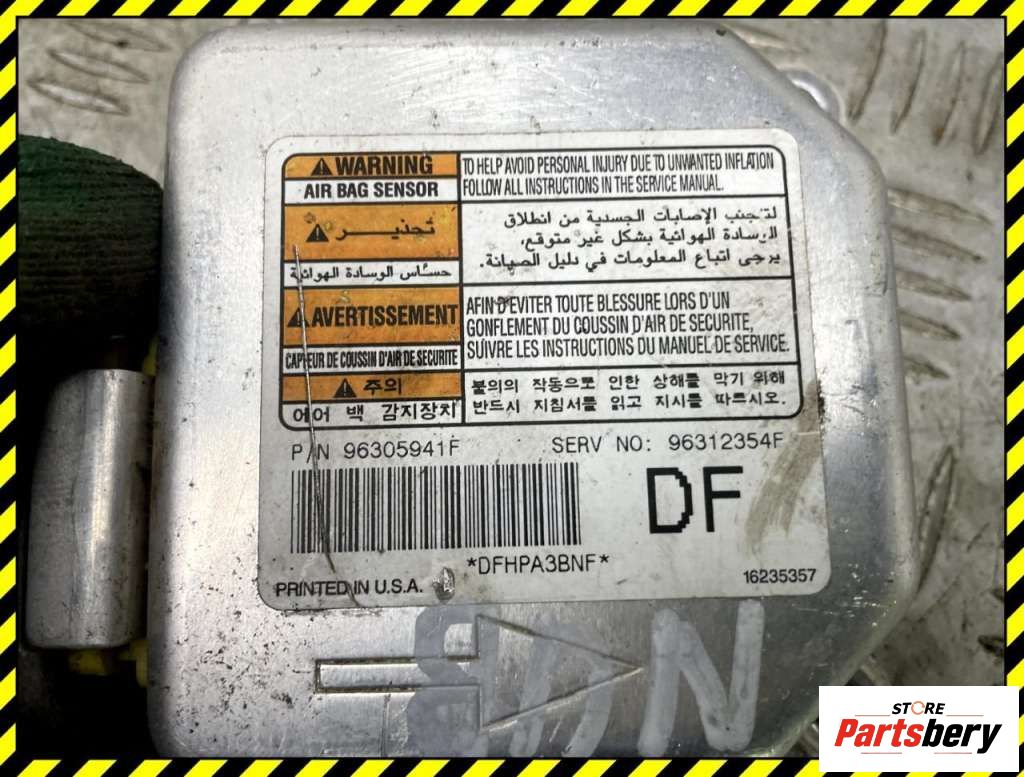 WARNING
AIR BAG SENSOR
TO HELP AVOID PERSONAL INJURY DUE TO UNWANTED INFLATION
FOLLOW ALL INSTRUCTIONS IN THE SERVICE MANUAL.
تحذير
حساس الوسادة الهوائية
لتجنب الإصابات الجسدية من انطلاق
الوسادة الهوائية بشكل غير متوقع،
يرجى اتباع المعلومات في دليل الصيانة.
AVERTISSEMENT
CAPTEUR DE COUSSIN D'AIR DE SECURITE
AFIN D'EVITER TOUTE BLESSURE LORS D'UN
GONFLEMENT DU COUSSIN D'AIR DE SECURITE,
SUIVRE LES INSTRUCTIONS DU MANUEL DE SERVICE.
주의
에어 백 감지장치
불의의 작동으로 인한 상해를 막기 위해
반드시 지침서를 읽고 지시를 따르시오.
P/N 96305941F
SERV NO: 96312354F
DF
*DFHPA3BNF*
PRINTED IN U.S.A.
16235357
STORE
Partsbery